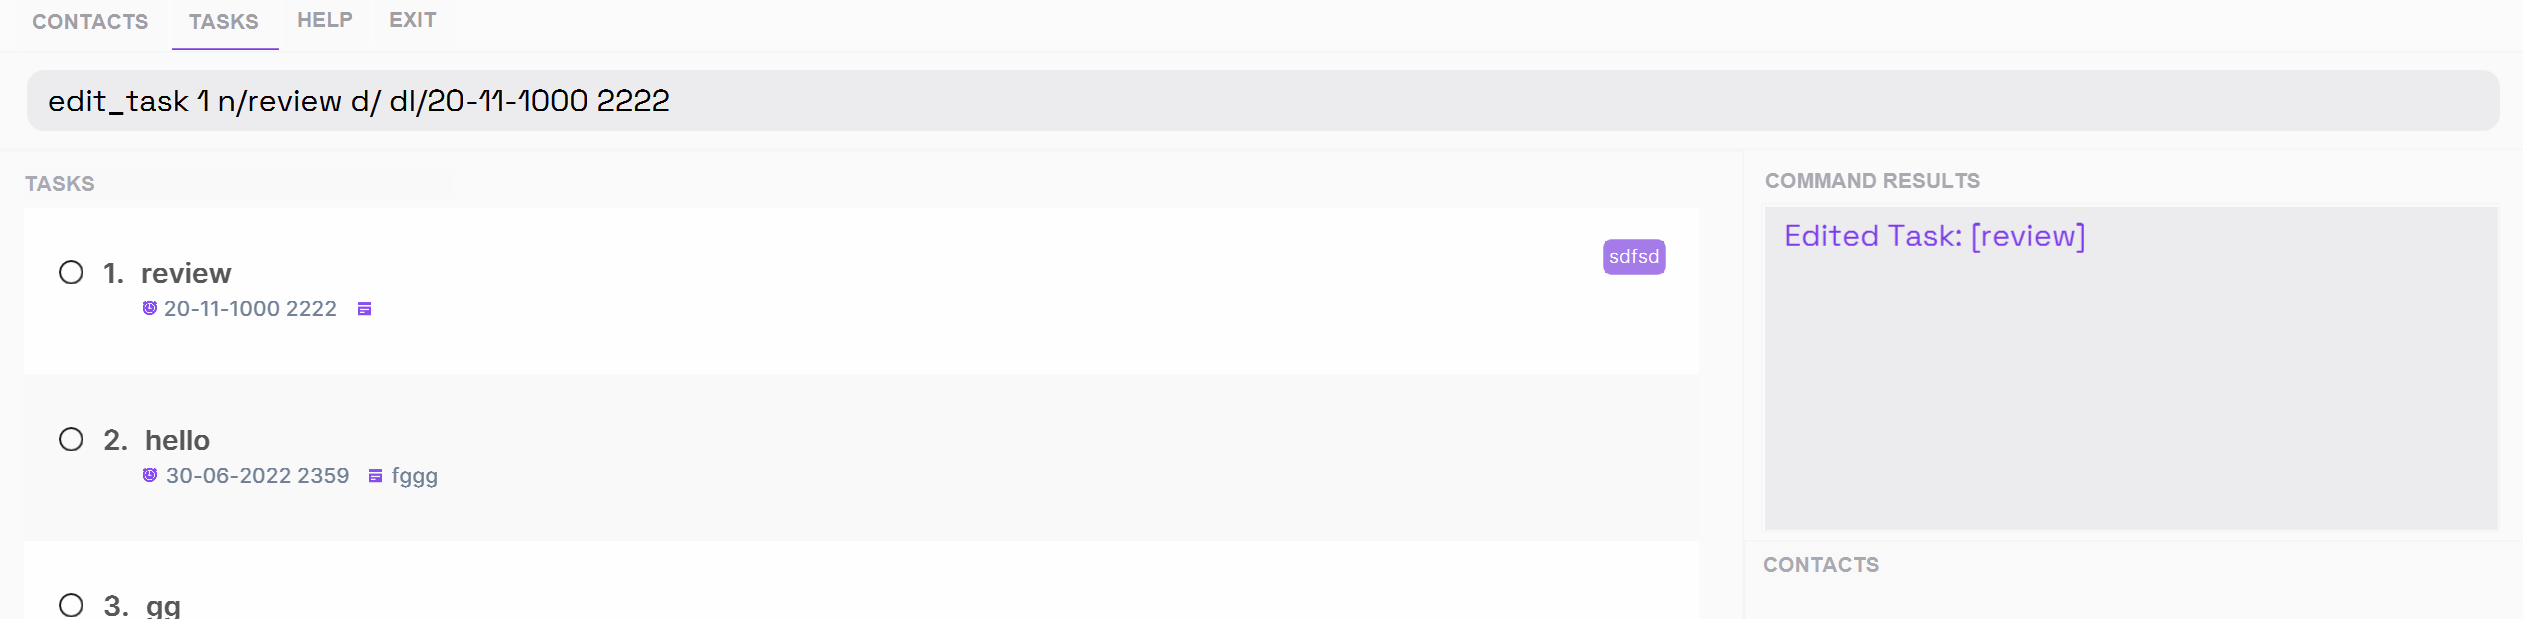 CONTACTS TASKS HELP EXIT
edit_task 1 n/review d/ dl/20-11-1000 2222
TASKS
1. review
sdfsd
20-11-1000 2222
2. hello
30-06-2022 2359 fggg
3. gg
COMMAND RESULTS
Edited Task: [review]
CONTACTS